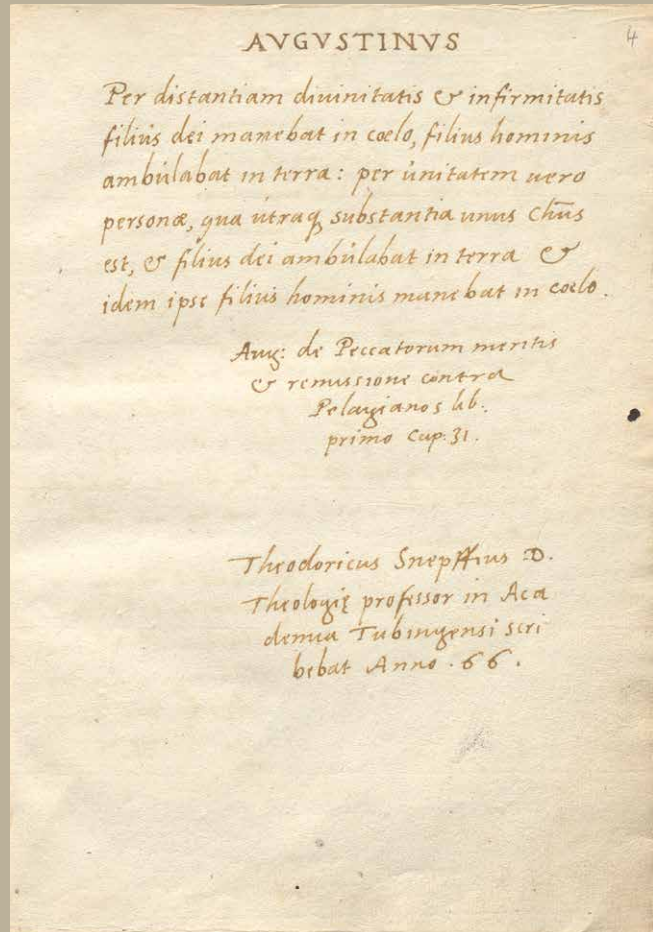 AVGVSTINVS
4
Per distantiam diuinitatis & infirmitatis
filius dei manebat in coelo, filius hominis
ambulabat in terra: per unitatem uero
personæ, qua utraq substantia unus Chūs
est, & filius dei ambulabat in terra &
idem ipse filius hominis manebat in coelo.
Aug: de Peccatorum meritis
& remissione contra
Pelagianos lib.
primo Cap. 31.
Theodoricus Snepffius D.
Theologię professor in Aca
demia Tubingensi scri
bebat Anno . 66 .